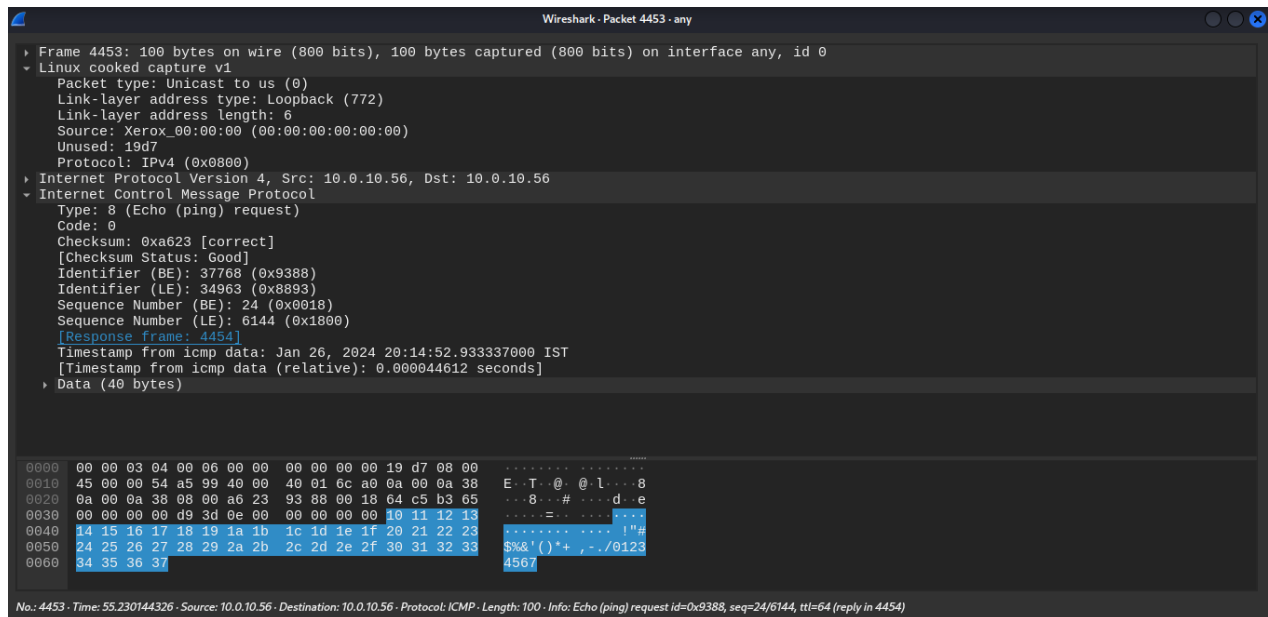 Wireshark · Packet 4453 · any
Frame 4453: 100 bytes on wire (800 bits), 100 bytes captured (800 bits) on interface any, id 0
Linux cooked capture v1
Packet type: Unicast to us (0)
Link-layer address type: Loopback (772)
Link-layer address length: 6
Source: Xerox_00:00:00 (00:00:00:00:00:00)
Unused: 19d7
Protocol: IPv4 (0x0800)
Internet Protocol Version 4, Src: 10.0.10.56, Dst: 10.0.10.56
Internet Control Message Protocol
Type: 8 (Echo (ping) request)
Code: 0
Checksum: 0xa623 [correct]
[Checksum Status: Good]
Identifier (BE): 37768 (0x9388)
Identifier (LE): 34963 (0x8893)
Sequence Number (BE): 24 (0x0018)
Sequence Number (LE): 6144 (0x1800)
[Response frame: 4454]
Timestamp from icmp data: Jan 26, 2024 20:14:52.933337000 IST
[Timestamp from icmp data (relative): 0.000044612 seconds]
Data (40 bytes)
0000 00 00 03 04 00 06 00 00 00 00 00 00 19 d7 08 00 ········ ········
0010 45 00 00 54 a5 99 40 00 40 01 6c a0 0a 00 0a 38 E··T··@· @·l····8
0020 0a 00 0a 38 08 00 a6 23 93 88 00 18 64 c5 b3 65 ···8···# ····d··e
0030 00 00 00 00 d9 3d 0e 00 00 00 00 00 10 11 12 13 ·····=·· ········
0040 14 15 16 17 18 19 1a 1b 1c 1d 1e 1f 20 21 22 23 ········ ···· !"#
0050 24 25 26 27 28 29 2a 2b 2c 2d 2e 2f 30 31 32 33 $%&'()*+ ,-./0123
0060 34 35 36 37 4567
No.: 4453 · Time: 55.230144326 · Source: 10.0.10.56 · Destination: 10.0.10.56 · Protocol: ICMP · Length: 100 · Info: Echo (ping) request id=0x9388, seq=24/6144, ttl=64 (reply in 4454)